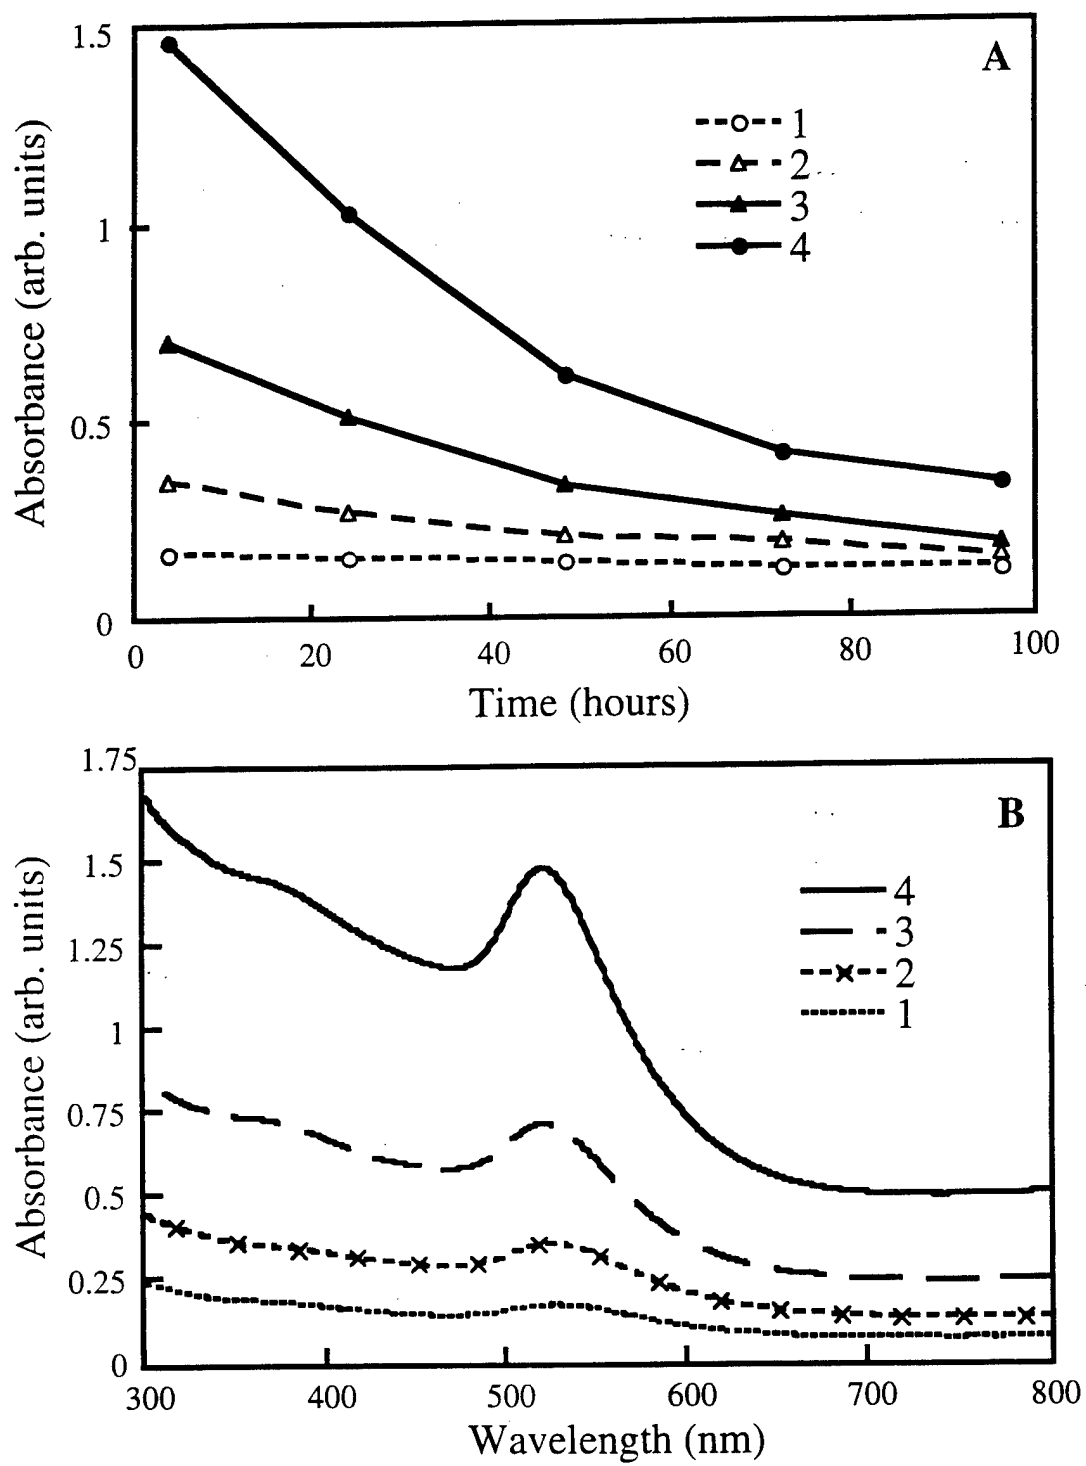 A
1.5
1
0.5
0
Absorbance (arb. units)
1
2
3
4
0 20 40 60 80 100
Time (hours)
B
1.75
1.5
1.25
1
0.75
0.5
0.25
0
Absorbance (arb. units)
4
3
2
1
300 400 500 600 700 800
Wavelength (nm)